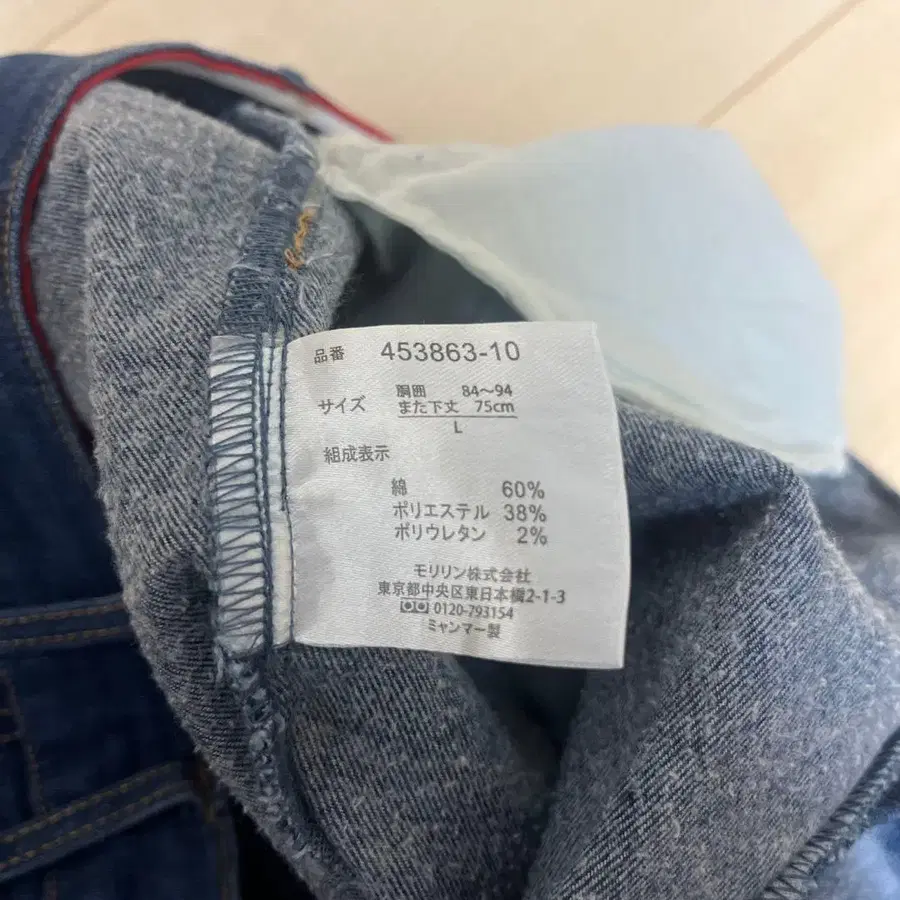 品番 453863-10
胴囲 84～94
サイズ また下丈 75cm
L
組成表示
綿 60%
ポリエステル 38%
ポリウレタン 2%
モリリン株式会社
東京都中央区東日本橋2-1-3
0120-793154
ミャンマー製